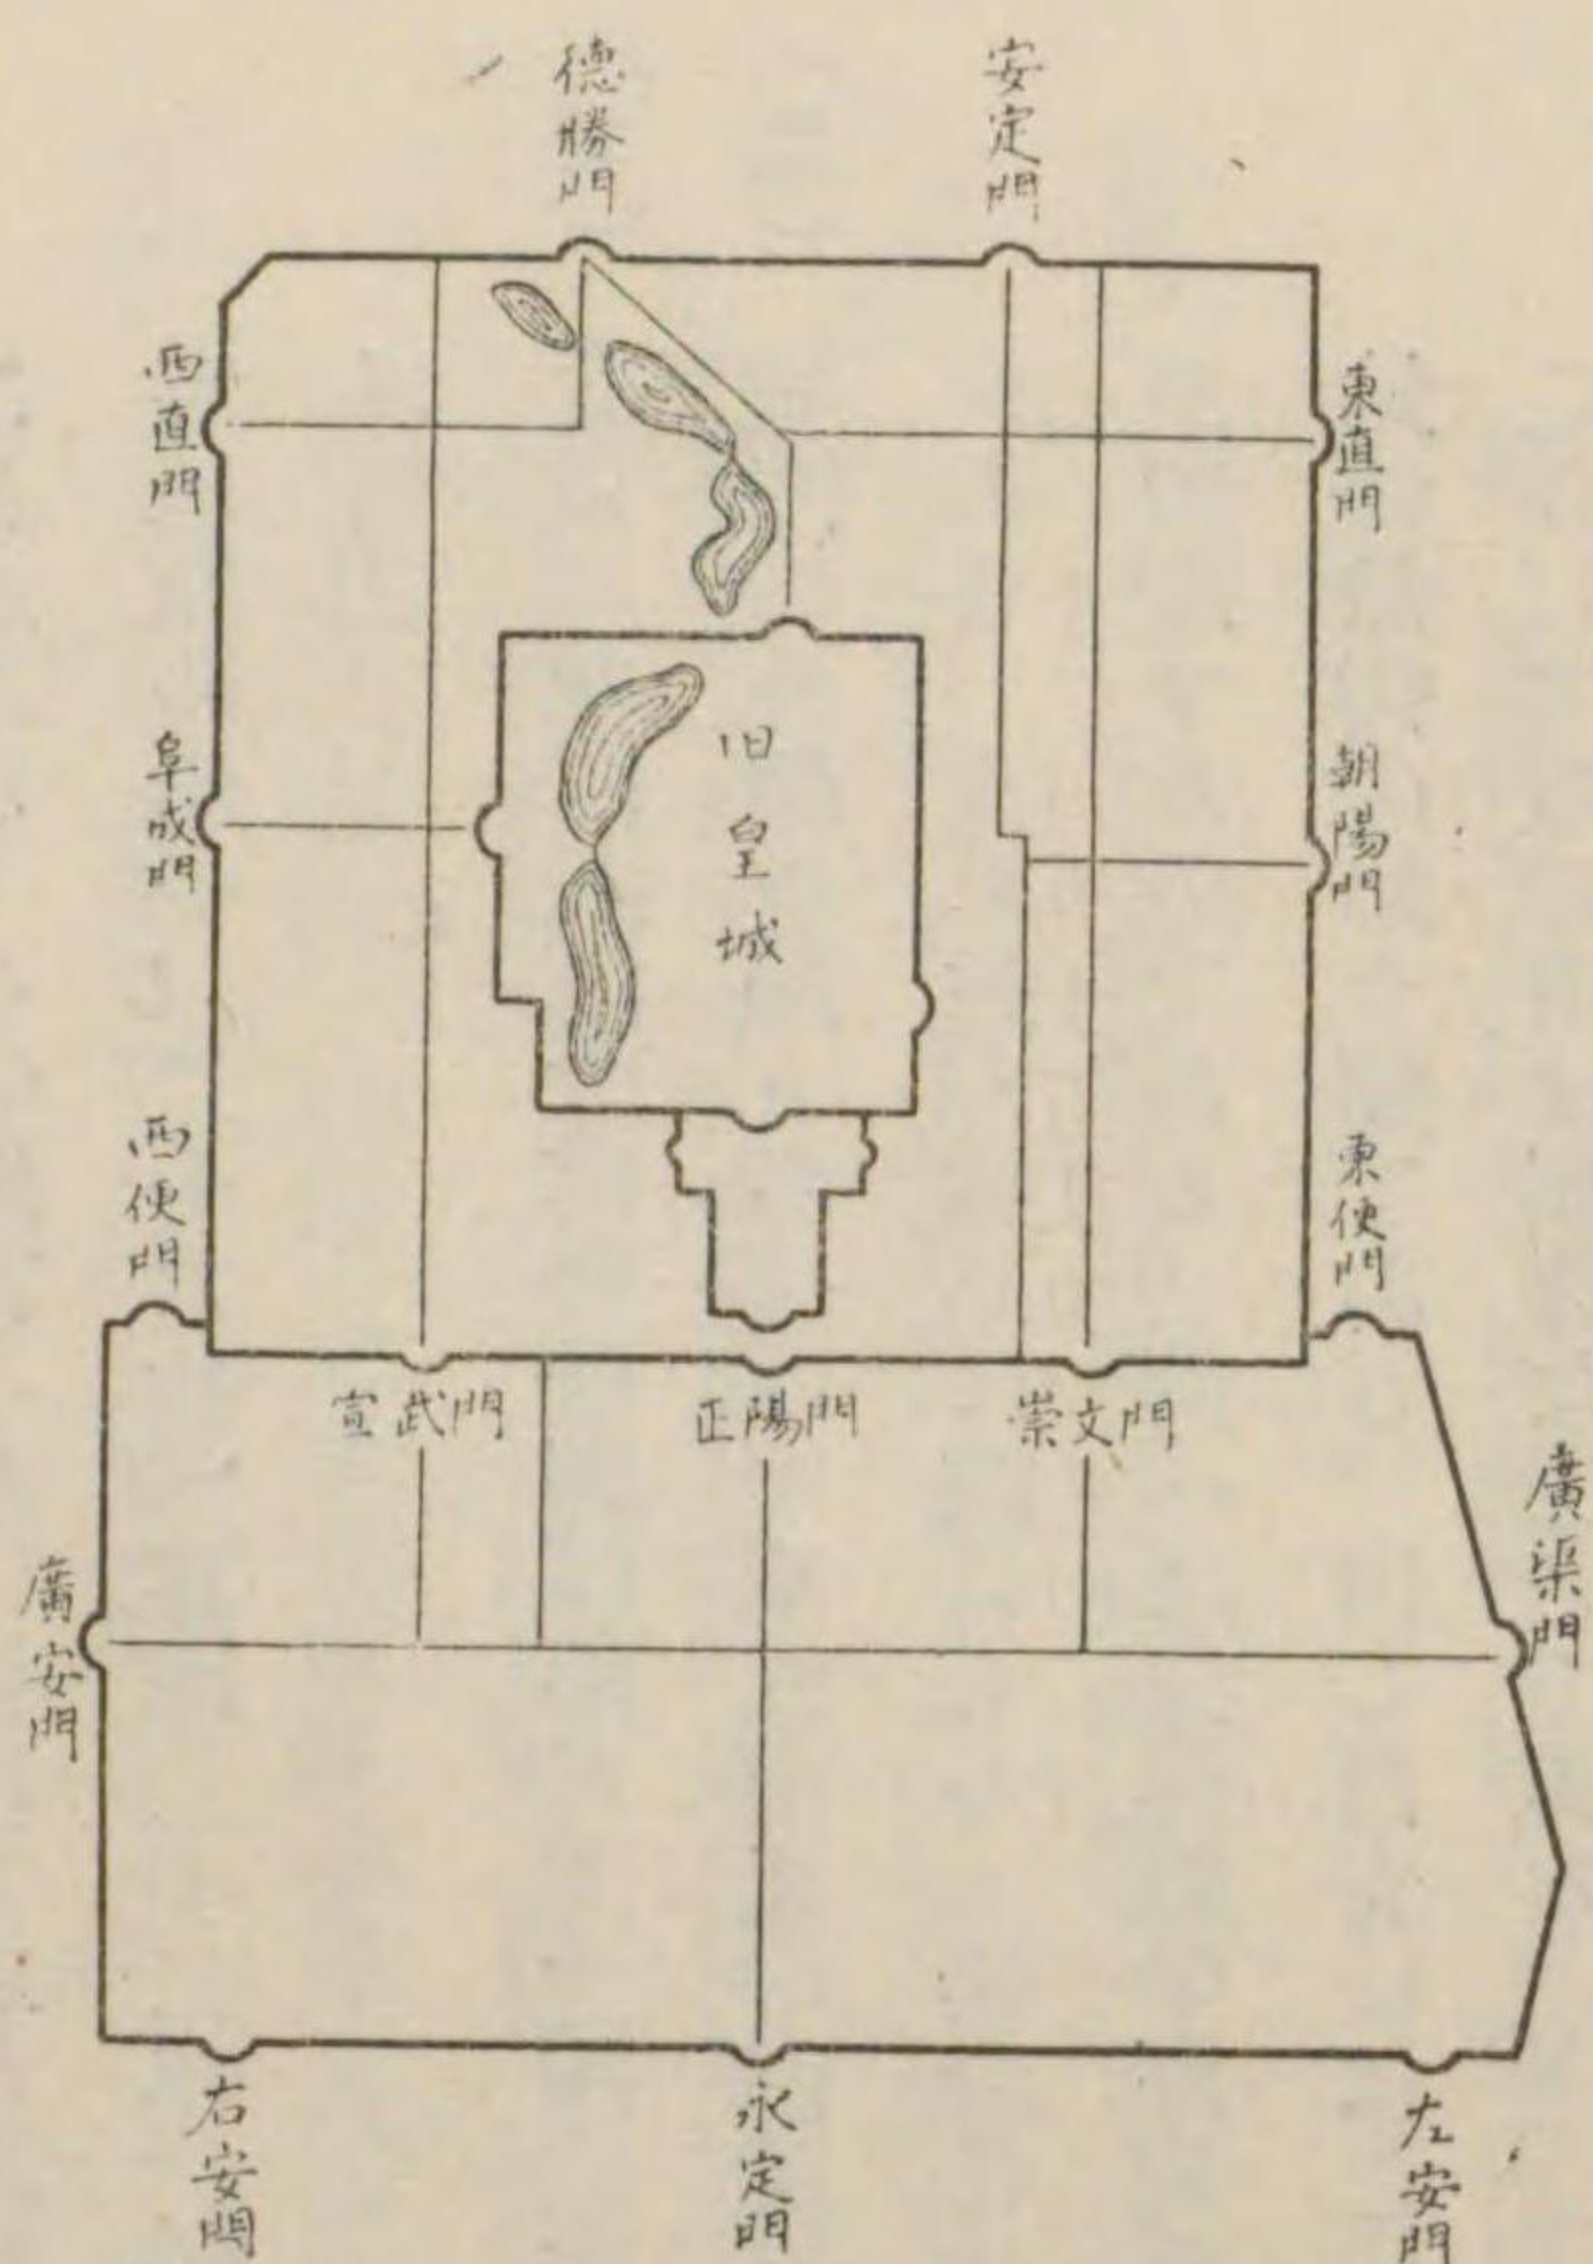 德勝門
安定門
西直門
東直門
阜成門
旧皇城
朝陽門
西便門
東便門
宣武門
正陽門
崇文門
廣安門
廣渠門
右安門
永定門
左安門